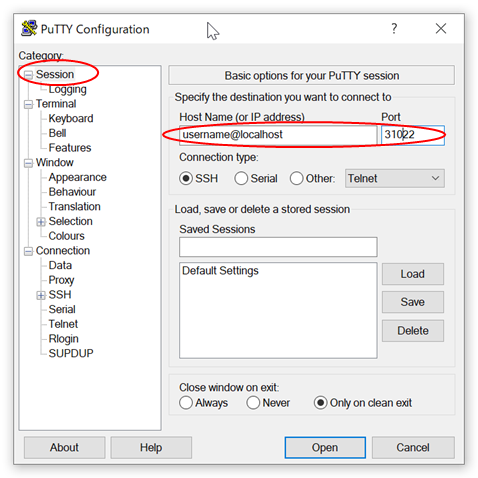 PuTTY Configuration
Category:
Session
Logging
Terminal
Keyboard
Bell
Features
Window
Appearance
Behaviour
Translation
Selection
Colours
Connection
Data
Proxy
SSH
Serial
Telnet
Rlogin
SUPDUP
Basic options for your PuTTY session
Specify the destination you want to connect to
Host Name (or IP address) Port
username@localhost 31022
Connection type:
SSH Serial Other: Telnet
Load, save or delete a stored session
Saved Sessions
Default Settings
Load
Save
Delete
Close window on exit:
Always Never Only on clean exit
About Help Open Cancel